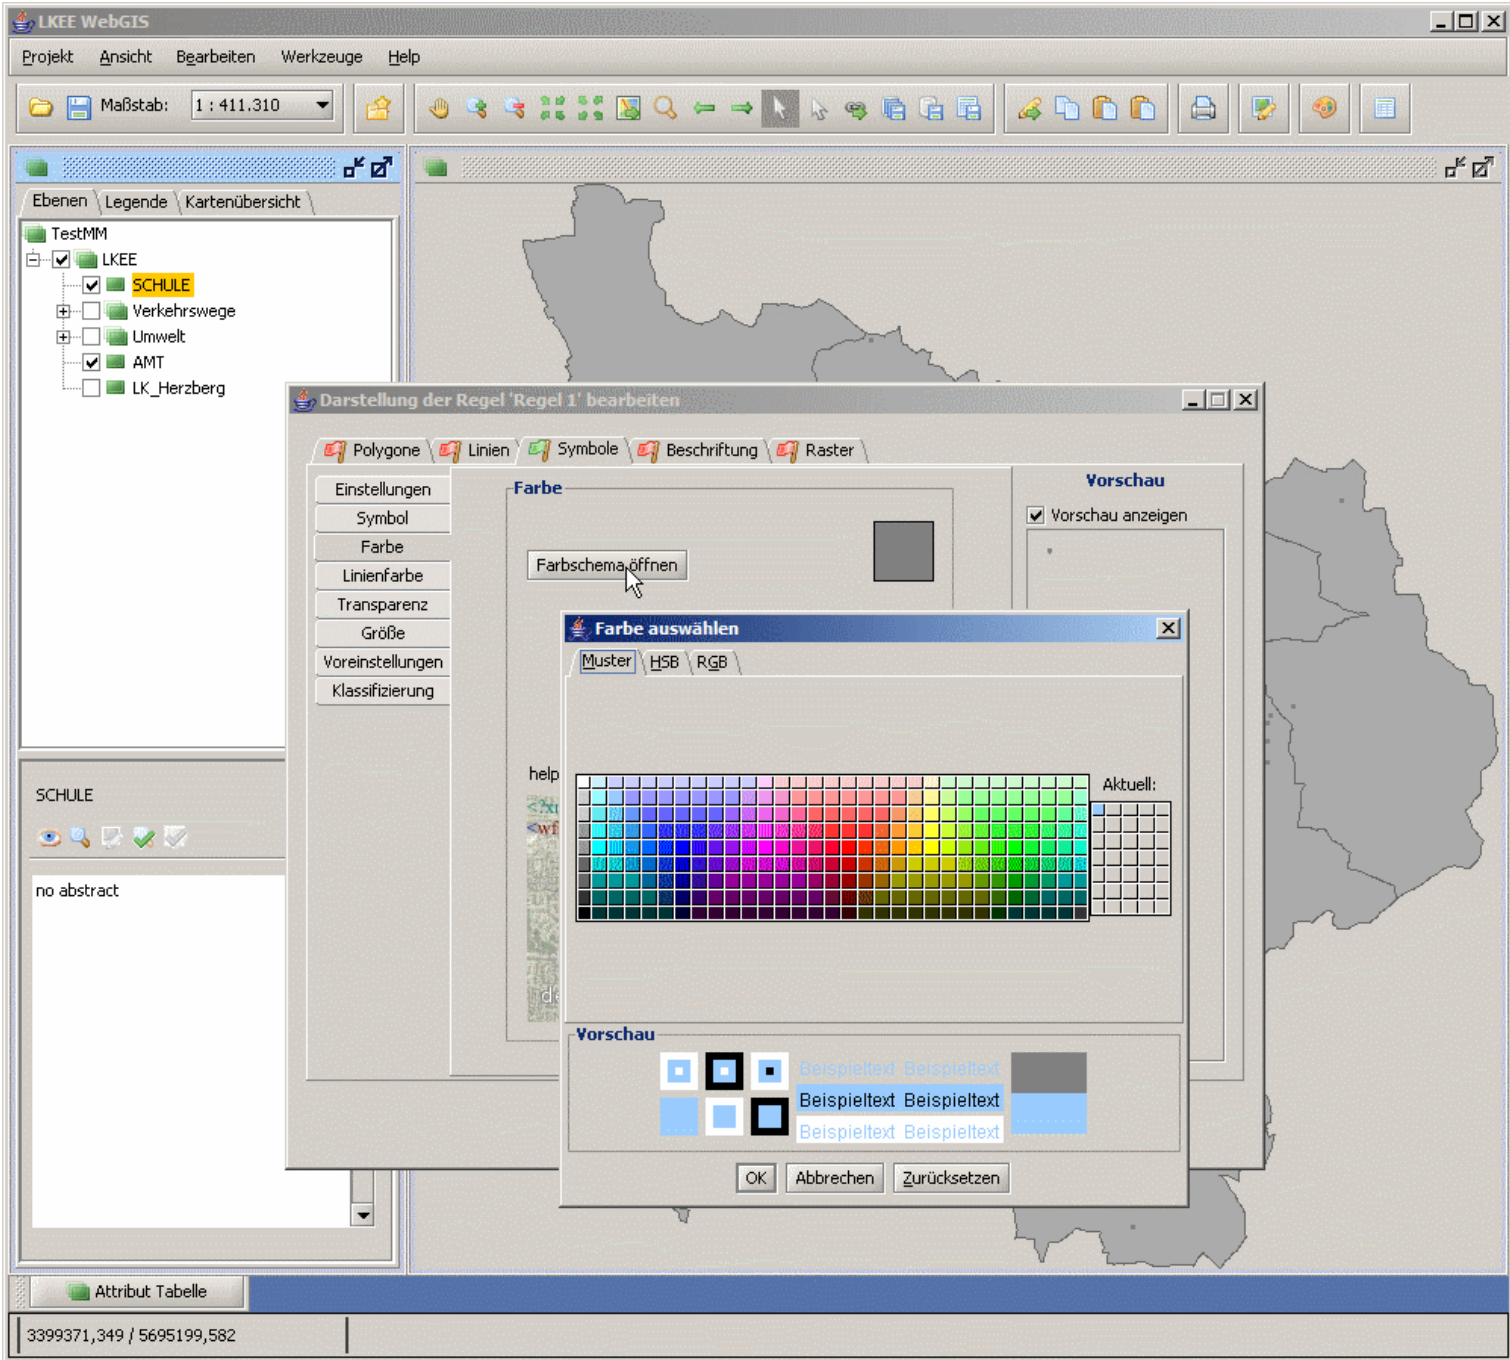 LKEE WebGIS
Projekt Ansicht Bearbeiten Werkzeuge Help
Maßstab: 1 : 411.310
Ebenen Legende Kartenübersicht
TestMM
LKEE
SCHULE
Verkehrswege
Umwelt
AMT
LK_Herzberg
Darstellung der Regel 'Regel 1' bearbeiten
Polygone Linien Symbole Beschriftung Raster
Einstellungen
Symbol
Farbe
Linienfarbe
Transparenz
Größe
Voreinstellungen
Klassifizierung
Farbe
Farbschema öffnen
Vorschau
Vorschau anzeigen
help
Farbe auswählen
Muster HSB RGB
Aktuell:
Vorschau
Beispieltext Beispieltext
Beispieltext Beispieltext
Beispieltext Beispieltext
OK Abbrechen Zurücksetzen
SCHULE
no abstract
Attribut Tabelle
3399371,349 / 5695199,582